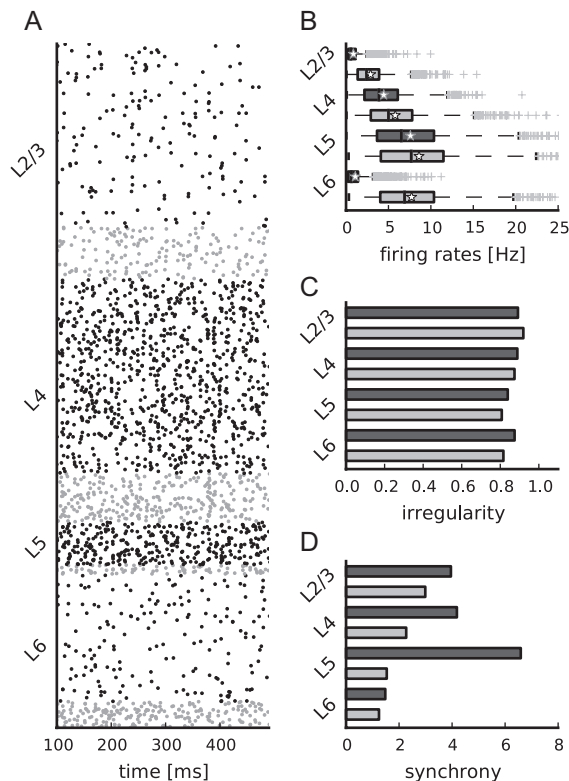 A
L2/3
L4
L5
L6
100 200 300 400
time [ms]
B
L2/3
L4
L5
L6
0 5 10 15 20 25
firing rates [Hz]
C
L2/3
L4
L5
L6
0.0 0.2 0.4 0.6 0.8 1.0
irregularity
D
L2/3
L4
L5
L6
0 2 4 6 8
synchrony